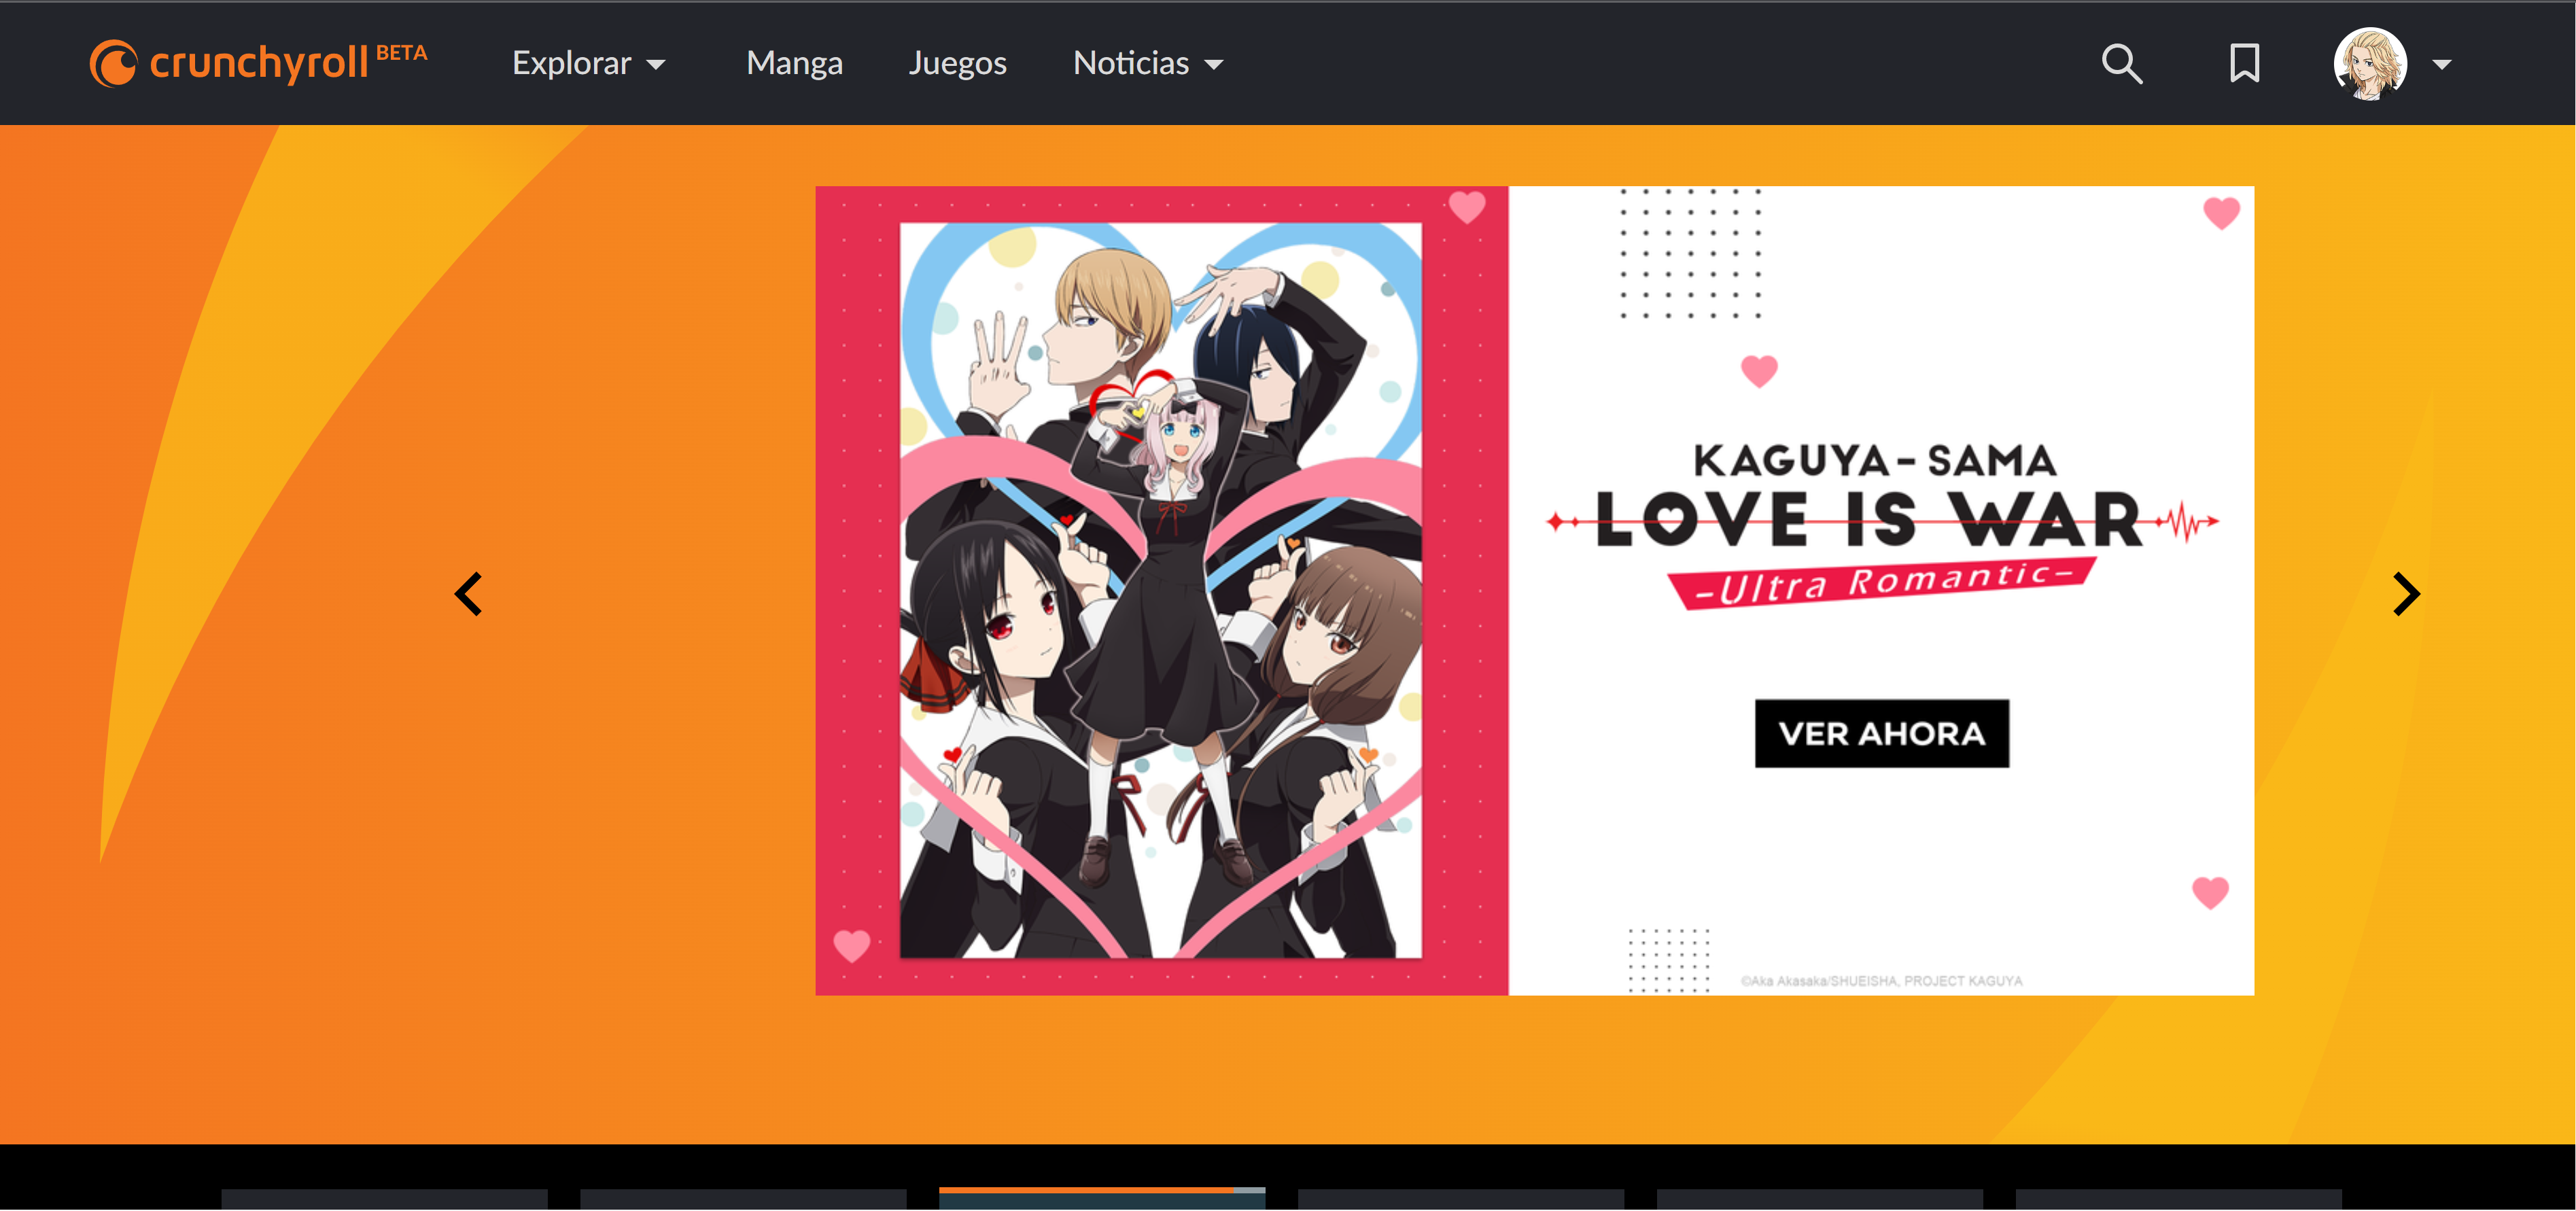 crunchyroll BETA
Explorar
Manga
Juegos
Noticias
KAGUYA-SAMA
LOVE IS WAR
-Ultra Romantic-
VER AHORA
©Aka Akasaka/SHUEISHA, PROJECT KAGUYA